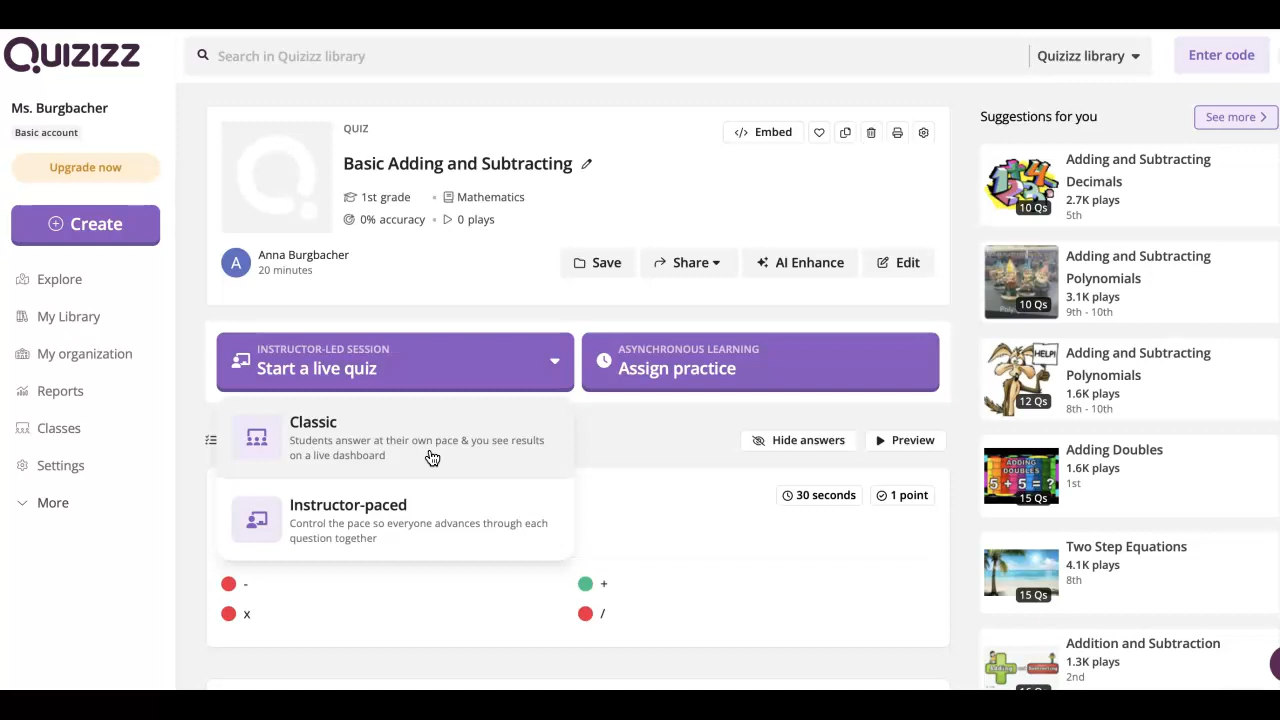 QUIZIZZ
Search in Quizizz library
Quizizz library
Enter code
Ms. Burgbacher
Basic account
Upgrade now
Create
Explore
My Library
My organization
Reports
Classes
Settings
More
QUIZ
Basic Adding and Subtracting
1st grade • Mathematics
0% accuracy • 0 plays
</> Embed
A
Anna Burgbacher
20 minutes
Save
Share
AI Enhance
Edit
INSTRUCTOR-LED SESSION
Start a live quiz
ASYNCHRONOUS LEARNING
Assign practice
Classic
Students answer at their own pace & you see results
on a live dashboard
Instructor-paced
Control the pace so everyone advances through each
question together
Hide answers
Preview
30 seconds
1 point
-
+
x
/
Suggestions for you
See more
Adding and Subtracting
Decimals
2.7K plays
5th
10 Qs
Adding and Subtracting
Polynomials
3.1K plays
9th - 10th
10 Qs
Adding and Subtracting
Polynomials
1.6K plays
8th - 10th
HELP!
12 Qs
Adding Doubles
1.6K plays
1st
ADDING
DOUBLES
5 + 5 = ?
15 Qs
Two Step Equations
4.1K plays
8th
15 Qs
Addition and Subtraction
1.3K plays
2nd